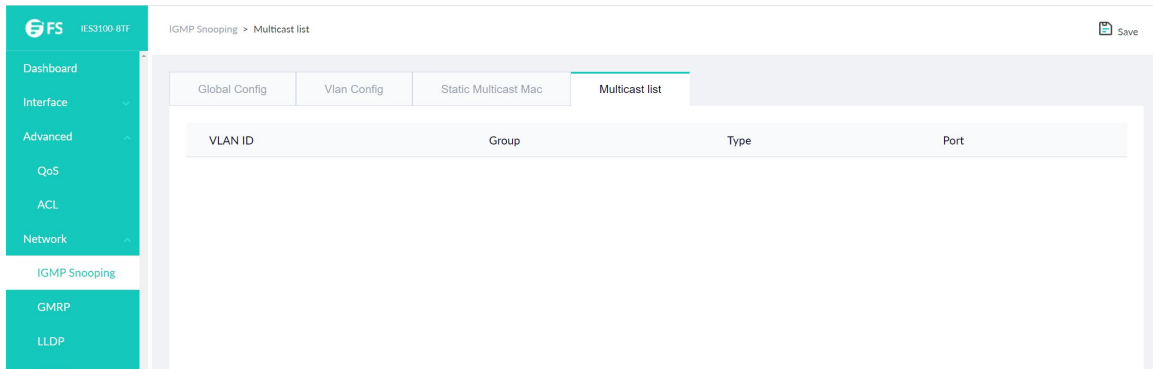 FS IES3100-8TF
IGMP Snooping > Multicast list
Save
Dashboard
Interface
Advanced
QoS
ACL
Network
IGMP Snooping
GMRP
LLDP
Global Config Vlan Config Static Multicast Mac Multicast list
VLAN ID Group Type Port